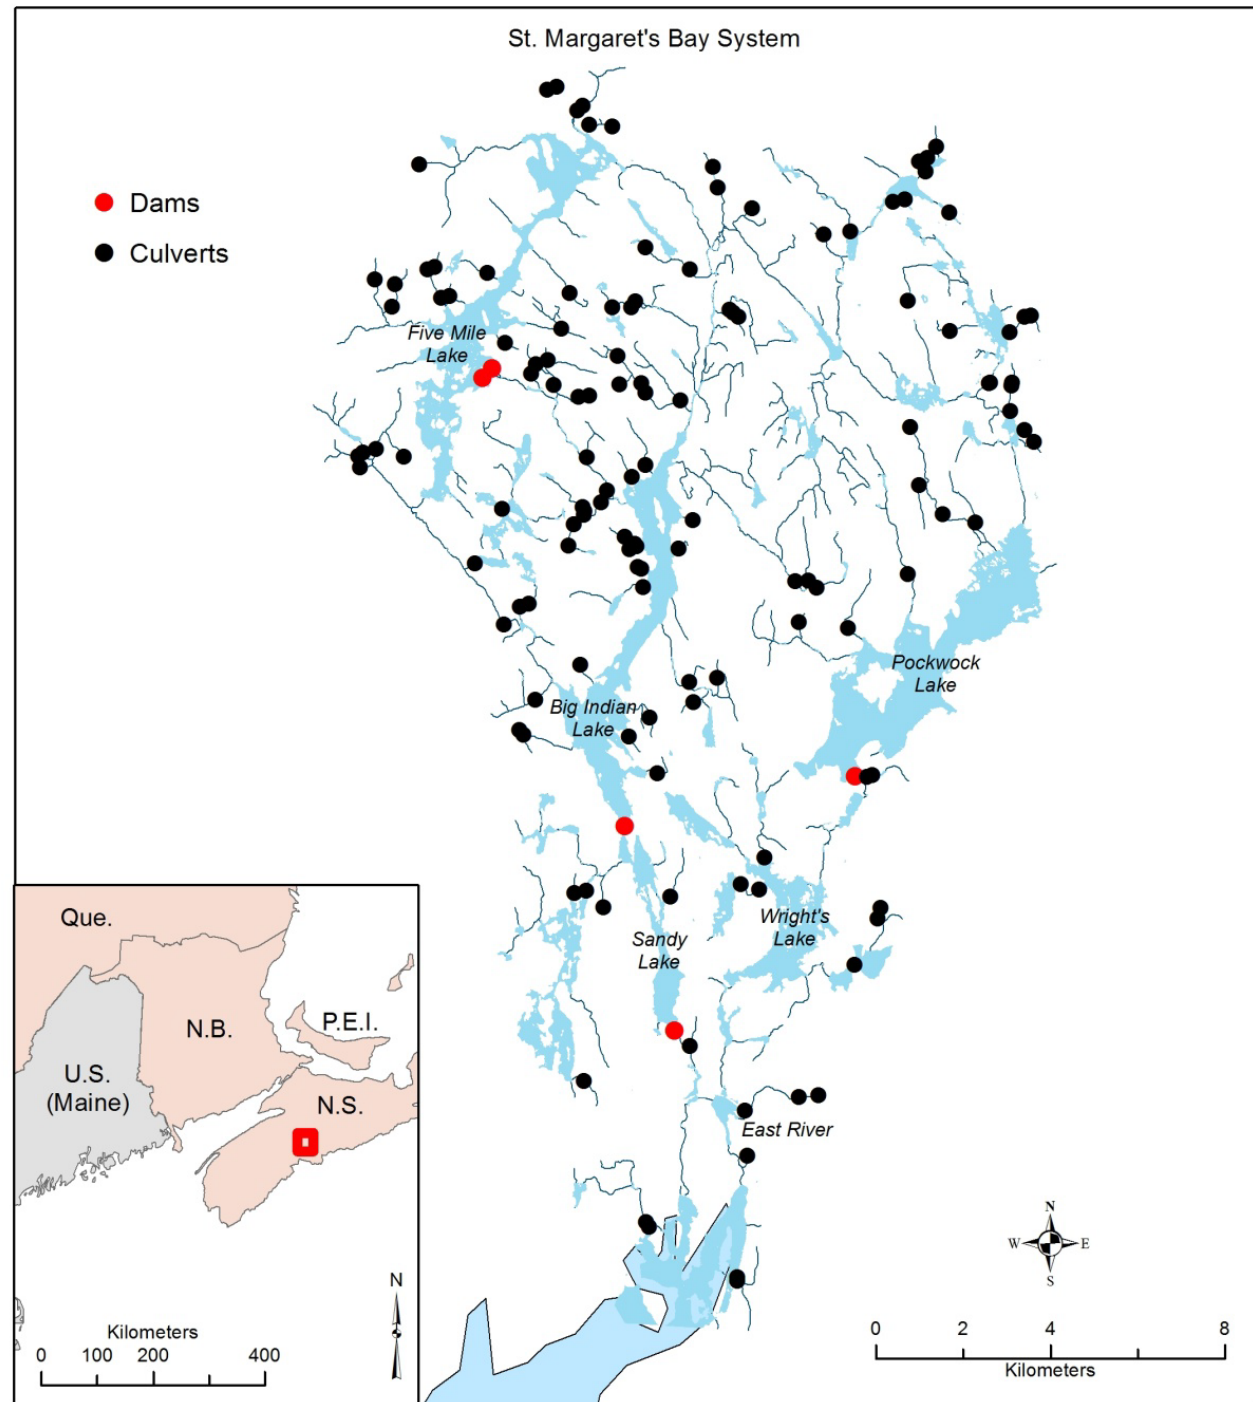 St. Margaret's Bay System
Dams
Culverts
Five Mile
Lake
Pockwock
Lake
Big Indian
Lake
Wright's
Lake
Sandy
Lake
East River
Que.
N.B.
P.E.I.
U.S.
(Maine)
N.S.
N
Kilometers
0 100 200 400
N
W E
S
0 2 4 8
Kilometers